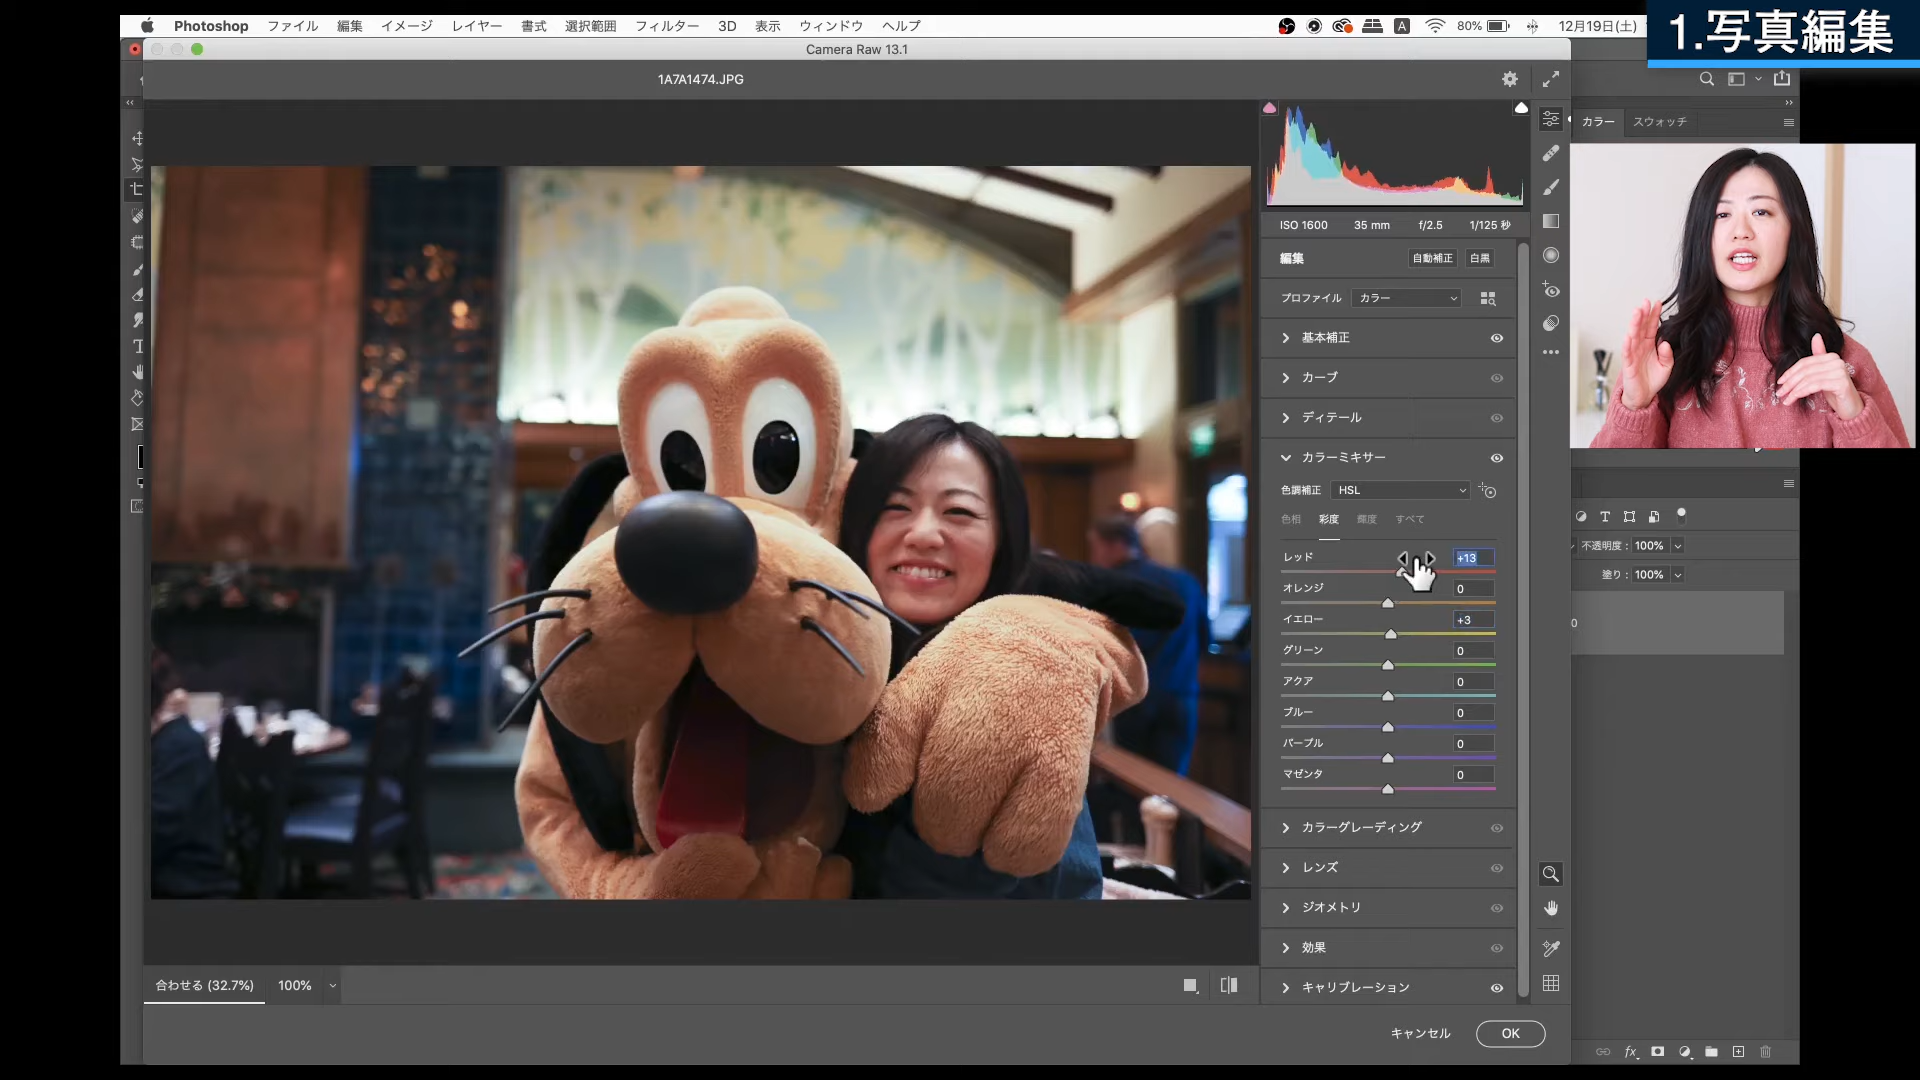 Photoshop ファイル 編集 イメージ レイヤー 書式 選択範囲 フィルター 3D 表示 ウィンドウ ヘルプ A 80% 12月19日(土)
1.写真編集
Camera Raw 13.1
1A7A1474.JPG
カラー スウォッチ
ISO 1600 35 mm f/2.5 1/125 秒
編集 自動補正 白黒
プロファイル カラー
基本補正
カーブ
ディテール
カラーミキサー
色調補正 HSL
色相 彩度 輝度 すべて
レッド +13
オレンジ 0
イエロー +3
グリーン 0
アクア 0
ブルー 0
パープル 0
マゼンタ 0
カラーグレーディング
レンズ
ジオメトリ
効果
キャリブレーション
不透明度: 100%
塗り: 100%
0
合わせる (32.7%) 100%
キャンセル OK
fx